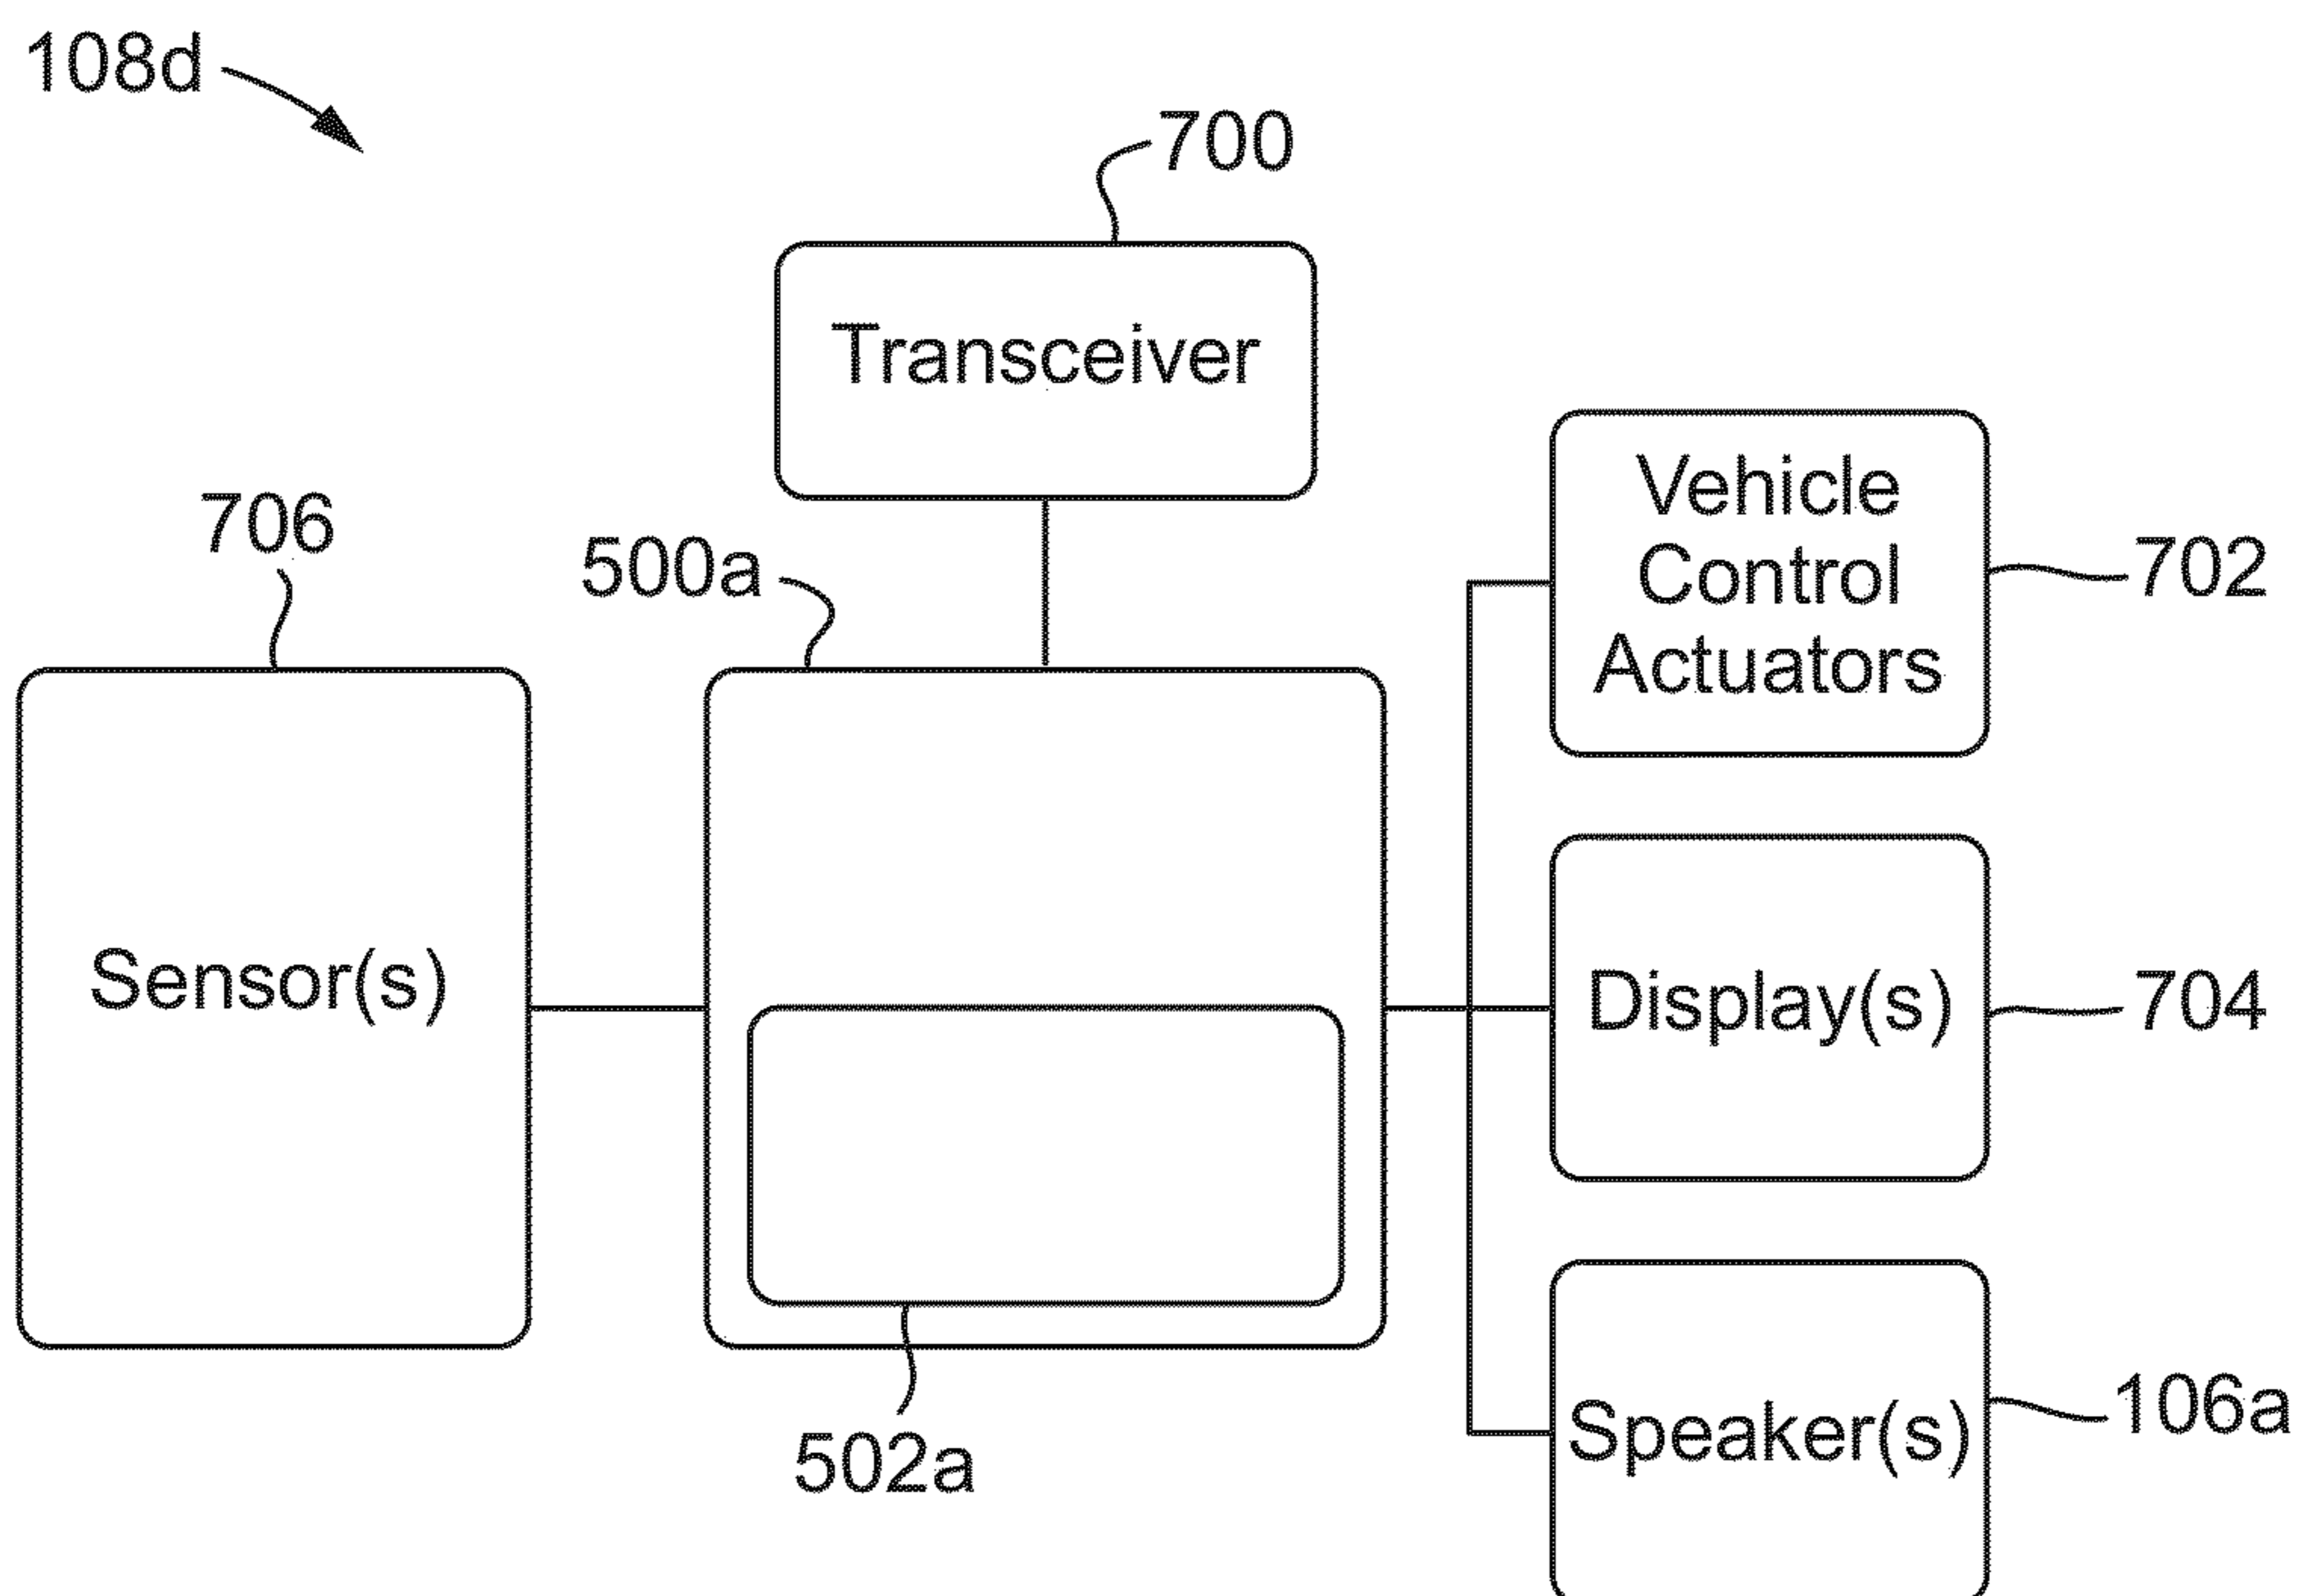 108d
700
Transceiver
706
500a
Vehicle
Control
Actuators
702
Sensor(s)
Display(s)
704
Speaker(s)
106a
502a